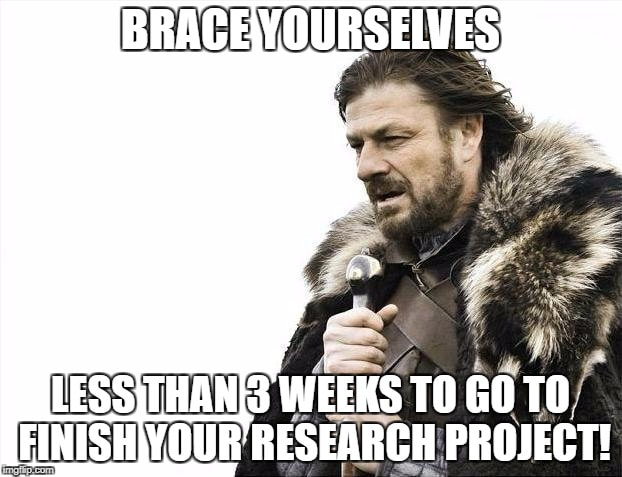 BRACE YOURSELVES
LESS THAN 3 WEEKS TO GO TO
FINISH YOUR RESEARCH PROJECT!
imgflip.com